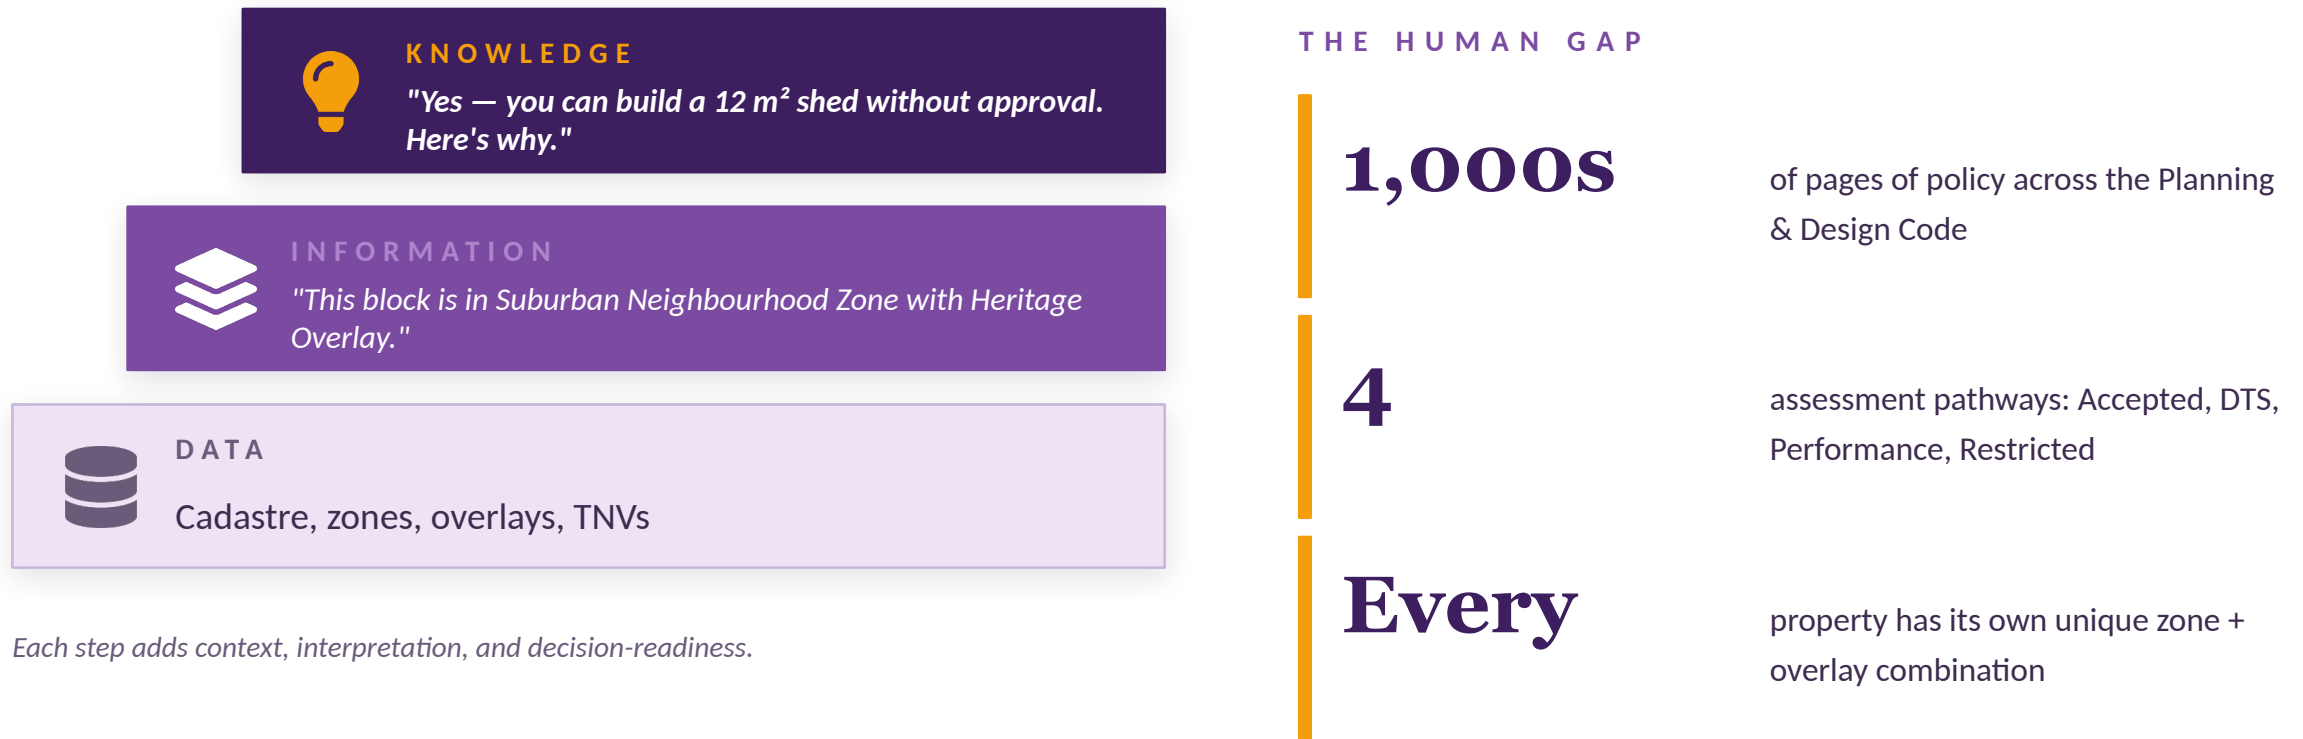 KNOWLEDGE
"Yes — you can build a 12 m² shed without approval.
Here's why."
INFORMATION
"This block is in Suburban Neighbourhood Zone with Heritage
Overlay."
DATA
Cadastre, zones, overlays, TNVs
Each step adds context, interpretation, and decision-readiness.
THE HUMAN GAP
1,000s
of pages of policy across the Planning
& Design Code
4
assessment pathways: Accepted, DTS,
Performance, Restricted
Every
property has its own unique zone +
overlay combination